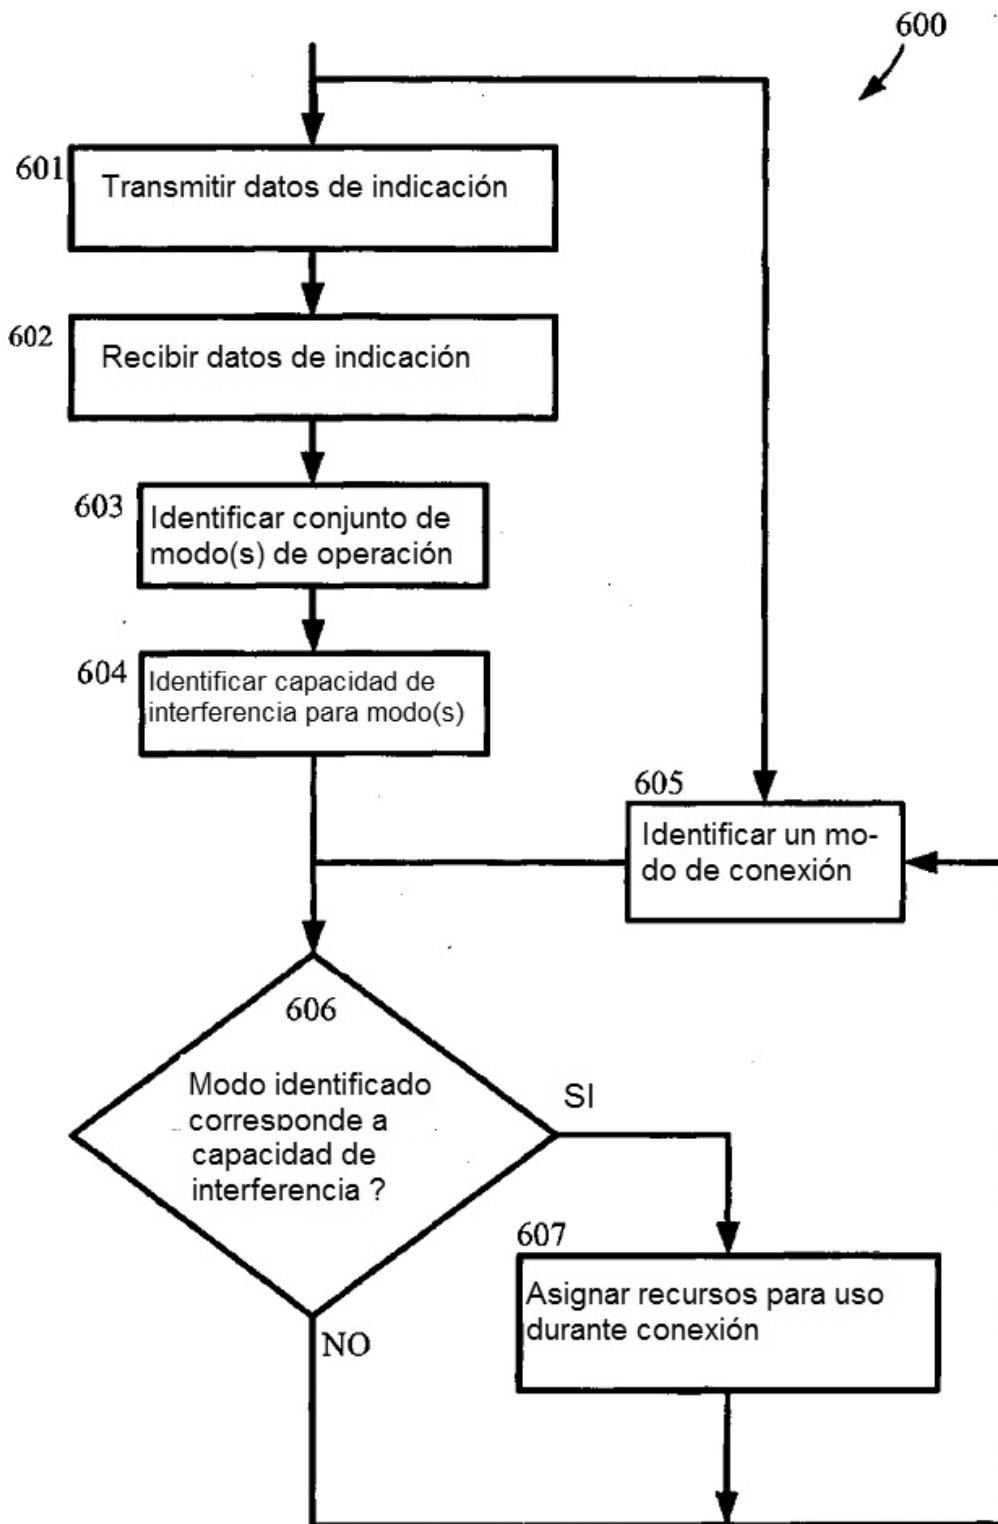 600
601
Transmitir datos de indicación
602
Recibir datos de indicación
603
Identificar conjunto de
modo(s) de operación
604
Identificar capacidad de
interferencia para modo(s)
605
Identificar un mo-
do de conexión
606
Modo identificado
corresponde a
capacidad de
interferencia ?
SI
607
Asignar recursos para uso
durante conexión
NO